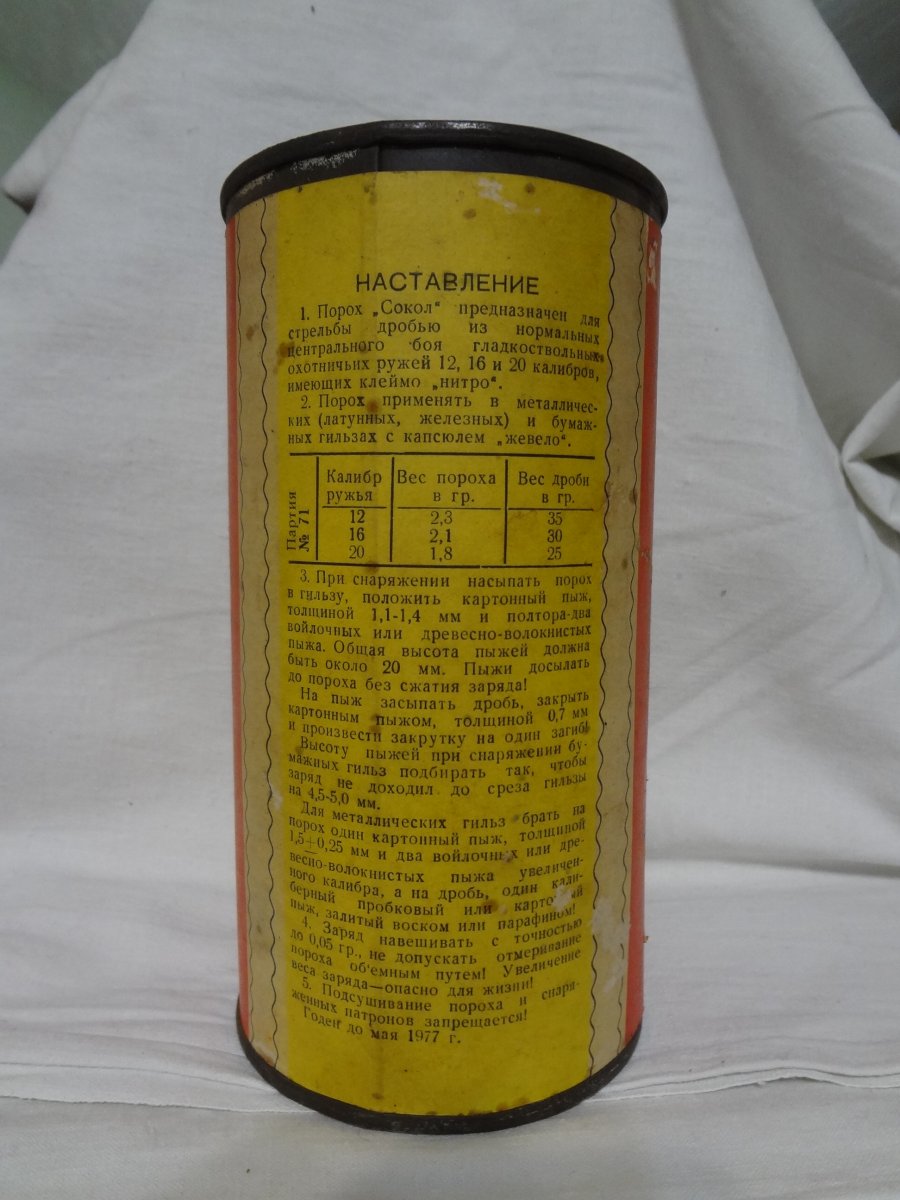 НАСТАВЛЕНИЕ
1. Порох „Сокол" предназначен для
стрельбы дробью из нормальных
центрального боя гладкоствольных
охотничьих ружей 12, 16 и 20 калибров,
имеющих клеймо „нитро".
2. Порох применять в металличес-
ких (латунных, железных) и бумаж-
ных гильзах с капсюлем „жевело".
Партия
№ 71
Калибр Вес пороха Вес дроби
ружья в гр. в гр.
12 2,3 35
16 2,1 30
20 1,8 25
3. При снаряжении насыпать порох
в гильзу, положить картонный пыж,
толщиной 1,1-1,4 мм и полтора-два
войлочных или древесно-волокнистых
пыжа. Общая высота пыжей должна
быть около 20 мм. Пыжи досылать
до пороха без сжатия заряда!
На пыж засыпать дробь, закрыть
картонным пыжом, толщиной 0,7 мм
и произвести закрутку на один загиб!
Высоту пыжей при снаряжении бу-
мажных гильз подбирать так, чтобы
заряд не доходил до среза гильзы
на 4,5-5,0 мм.
Для металлических гильз брать на
порох один картонный пыж, толщиной
1,5±0,25 мм и два войлочных или дре-
весно-волокнистых пыжа увеличен-
ного калибра, а на дробь, один кали-
берный пробковый или картонный
пыж, залитый воском или парафином!
4. Заряд навешивать с точностью
до 0,05 гр., не допускать отмеривание
пороха об'емным путем! Увеличение
веса заряда—опасно для жизни!
5. Подсушивание пороха и снаря-
женных патронов запрещается!
Годен до мая 1977 г.